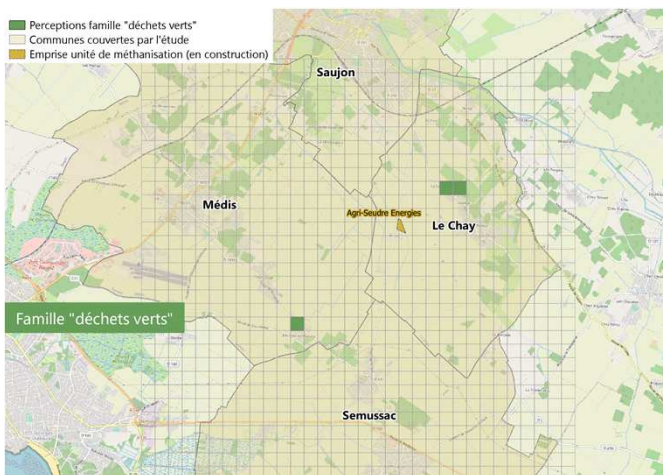 Perceptions famille "déchets verts"
Communes couvertes par l'étude
Emprise unité de méthanisation (en construction)
Saujon
Médis
Agri-Seudre Energies
Le Chay
Famille "déchets verts"
Semussac